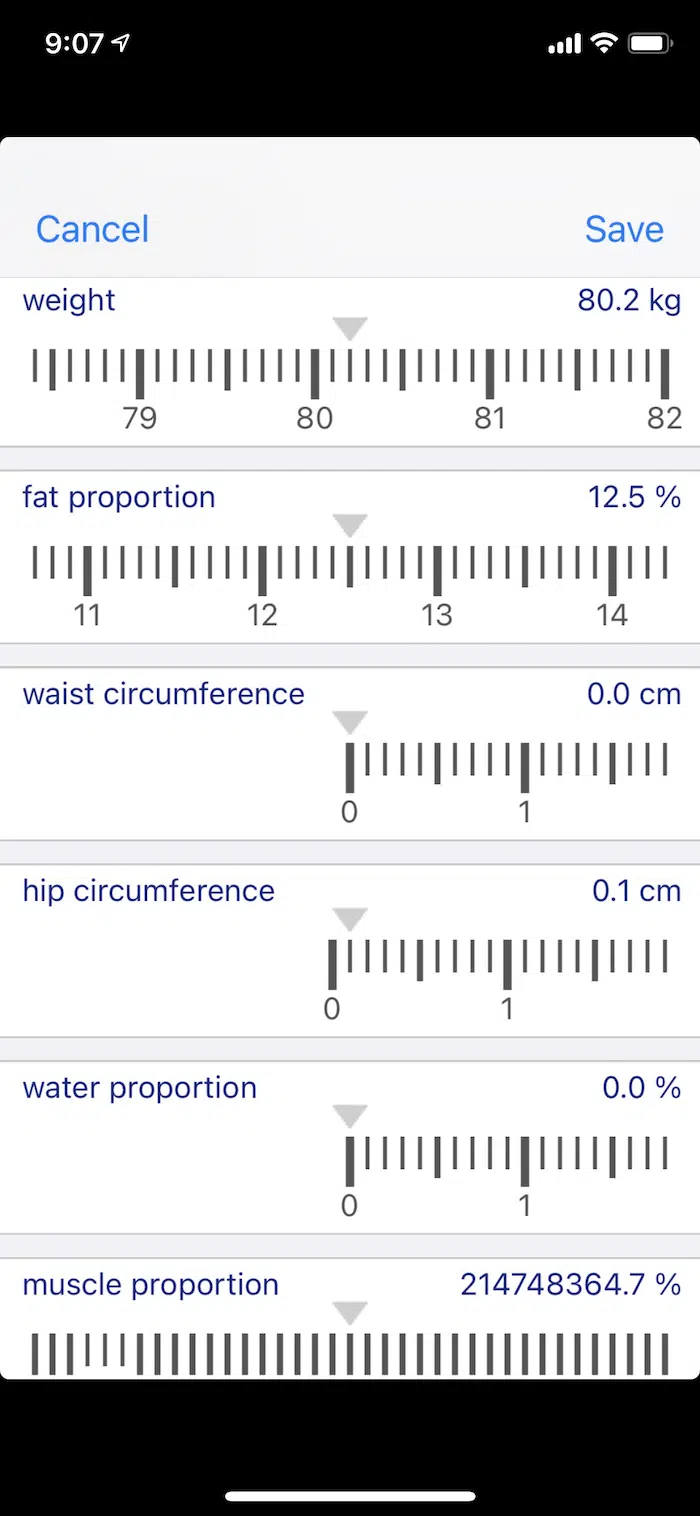 9:07
Cancel Save
weight 80.2 kg
79 80 81 82
fat proportion 12.5 %
11 12 13 14
waist circumference 0.0 cm
0 1
hip circumference 0.1 cm
0 1
water proportion 0.0 %
0 1
muscle proportion 214748364.7 %